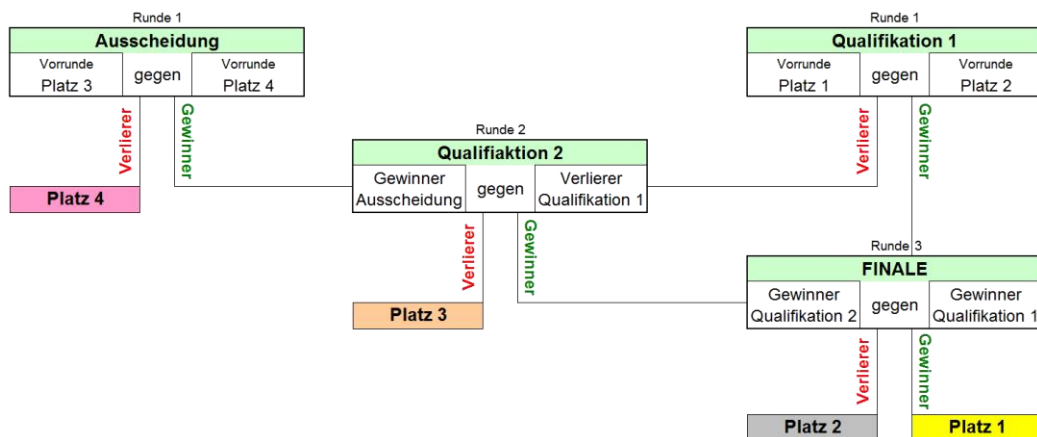 Runde 1
Ausscheidung
Vorrunde
Platz 3
gegen
Vorrunde
Platz 4
Verlierer
Gewinner
Platz 4
Runde 1
Qualifikation 1
Vorrunde
Platz 1
gegen
Vorrunde
Platz 2
Verlierer
Gewinner
Runde 2
Qualifiaktion 2
Gewinner
Ausscheidung
gegen
Verlierer
Qualifikation 1
Verlierer
Gewinner
Platz 3
Runde 3
FINALE
Gewinner
Qualifikation 2
gegen
Gewinner
Qualifikation 1
Verlierer
Gewinner
Platz 2
Platz 1